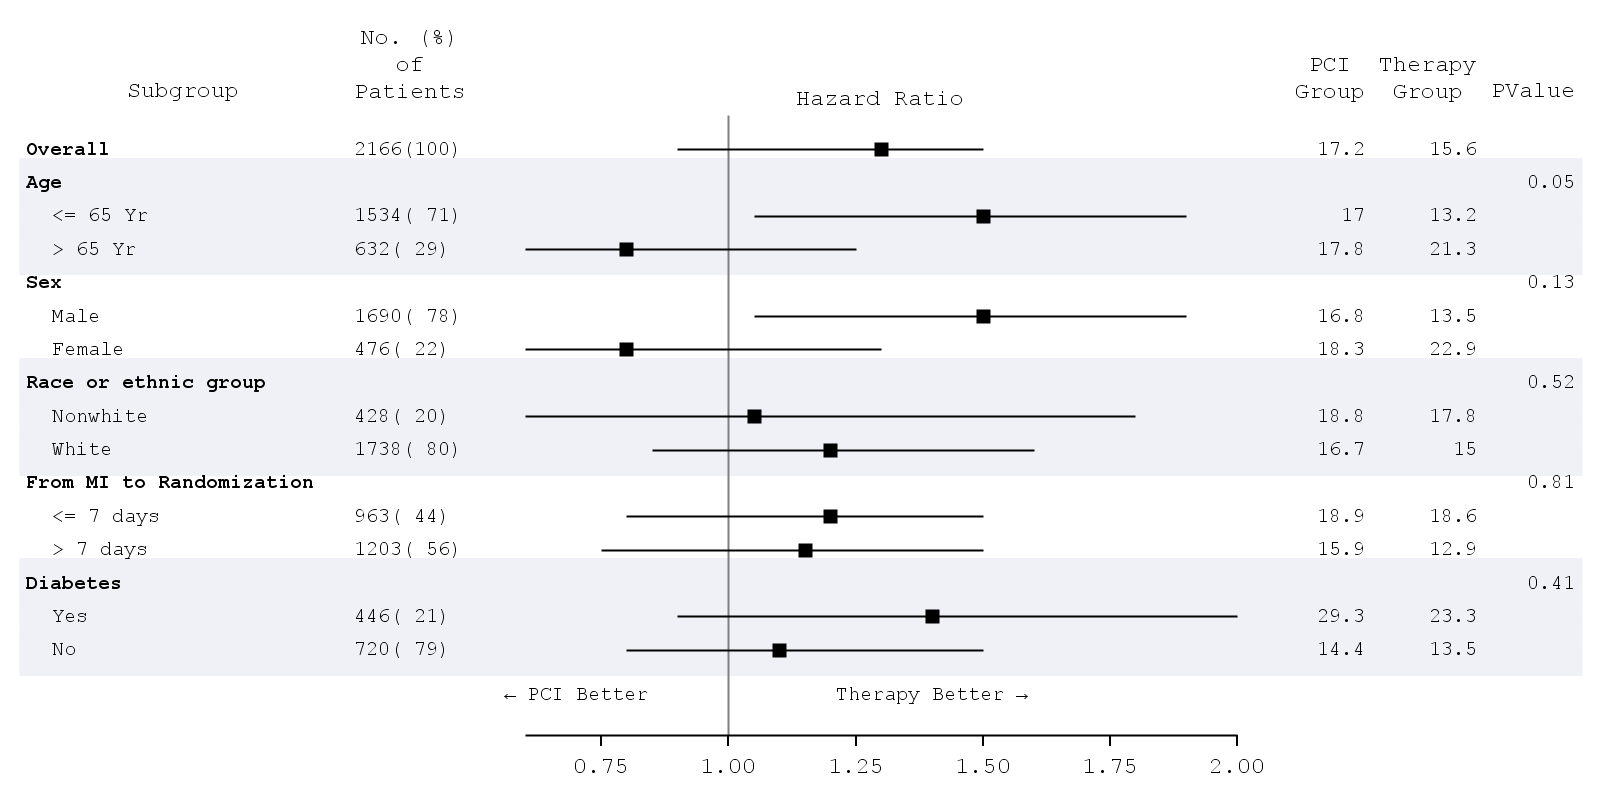 No. (%)
of
Patients
Subgroup
Hazard Ratio
PCI
Group
Therapy
Group
PValue
Overall 2166(100) 17.2 15.6
Age 0.05
<= 65 Yr 1534( 71) 17 13.2
> 65 Yr 632( 29) 17.8 21.3
Sex 0.13
Male 1690( 78) 16.8 13.5
Female 476( 22) 18.3 22.9
Race or ethnic group 0.52
Nonwhite 428( 20) 18.8 17.8
White 1738( 80) 16.7 15
From MI to Randomization 0.81
<= 7 days 963( 44) 18.9 18.6
> 7 days 1203( 56) 15.9 12.9
Diabetes 0.41
Yes 446( 21) 29.3 23.3
No 720( 79) 14.4 13.5
← PCI Better Therapy Better →
0.75 1.00 1.25 1.50 1.75 2.00